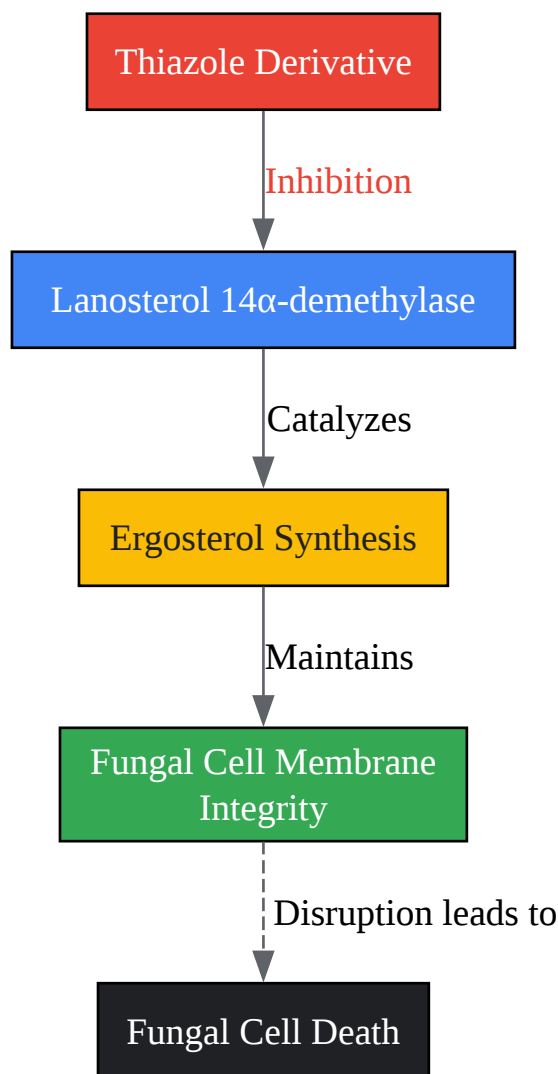 Thiazole Derivative
Inhibition
Lanosterol 14α-demethylase
Catalyzes
Ergosterol Synthesis
Maintains
Fungal Cell Membrane
Integrity
Disruption leads to
Fungal Cell Death